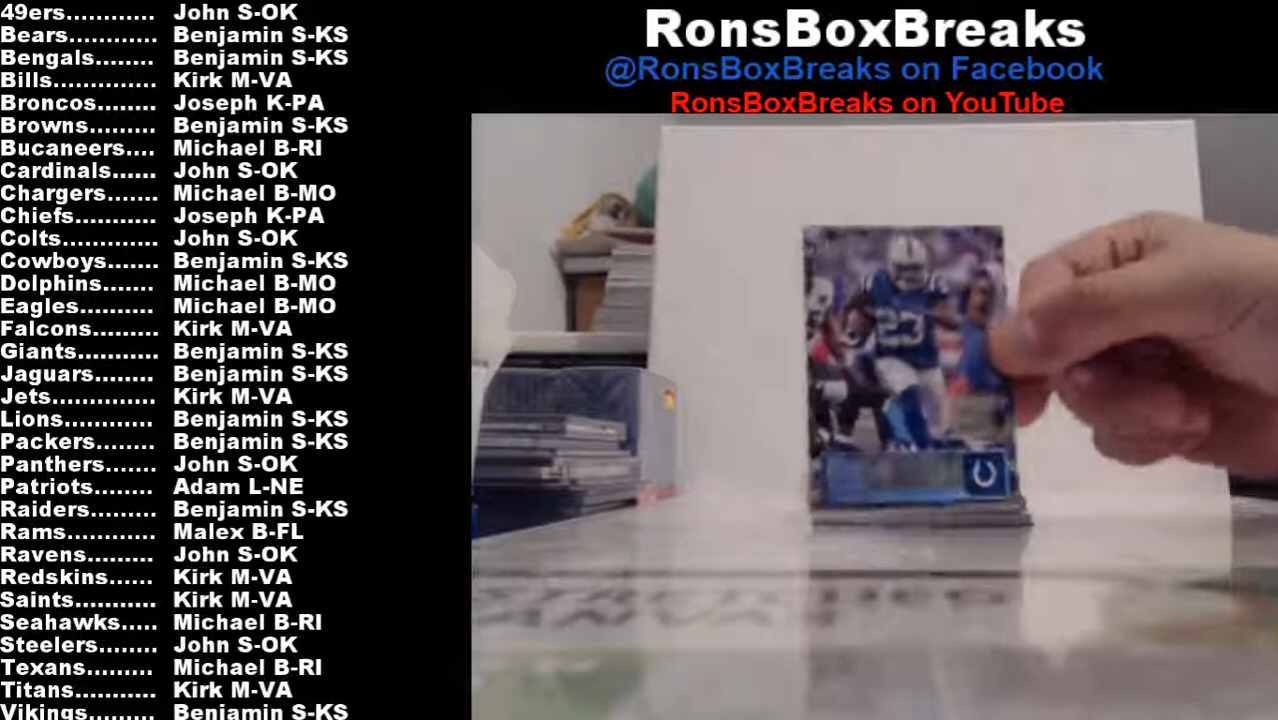 49ers............ John S-OK
Bears............ Benjamin S-KS
Bengals........ Benjamin S-KS
Bills............. Kirk M-VA
Broncos........ Joseph K-PA
Browns......... Benjamin S-KS
Bucaneers.... Michael B-RI
Cardinals...... John S-OK
Chargers....... Michael B-MO
Chiefs........... Joseph K-PA
Colts............. John S-OK
Cowboys....... Benjamin S-KS
Dolphins....... Michael B-MO
Eagles.......... Michael B-MO
Falcons......... Kirk M-VA
Giants........... Benjamin S-KS
Jaguars........ Benjamin S-KS
Jets.............. Kirk M-VA
Lions............ Benjamin S-KS
Packers........ Benjamin S-KS
Panthers....... John S-OK
Patriots........ Adam L-NE
Raiders......... Benjamin S-KS
Rams............ Malex B-FL
Ravens......... John S-OK
Redskins...... Kirk M-VA
Saints........... Kirk M-VA
Seahawks..... Michael B-RI
Steelers........ John S-OK
Texans......... Michael B-RI
Titans........... Kirk M-VA
Vikings......... Benjamin S-KS
RonsBoxBreaks
@RonsBoxBreaks on Facebook
RonsBoxBreaks on YouTube
23